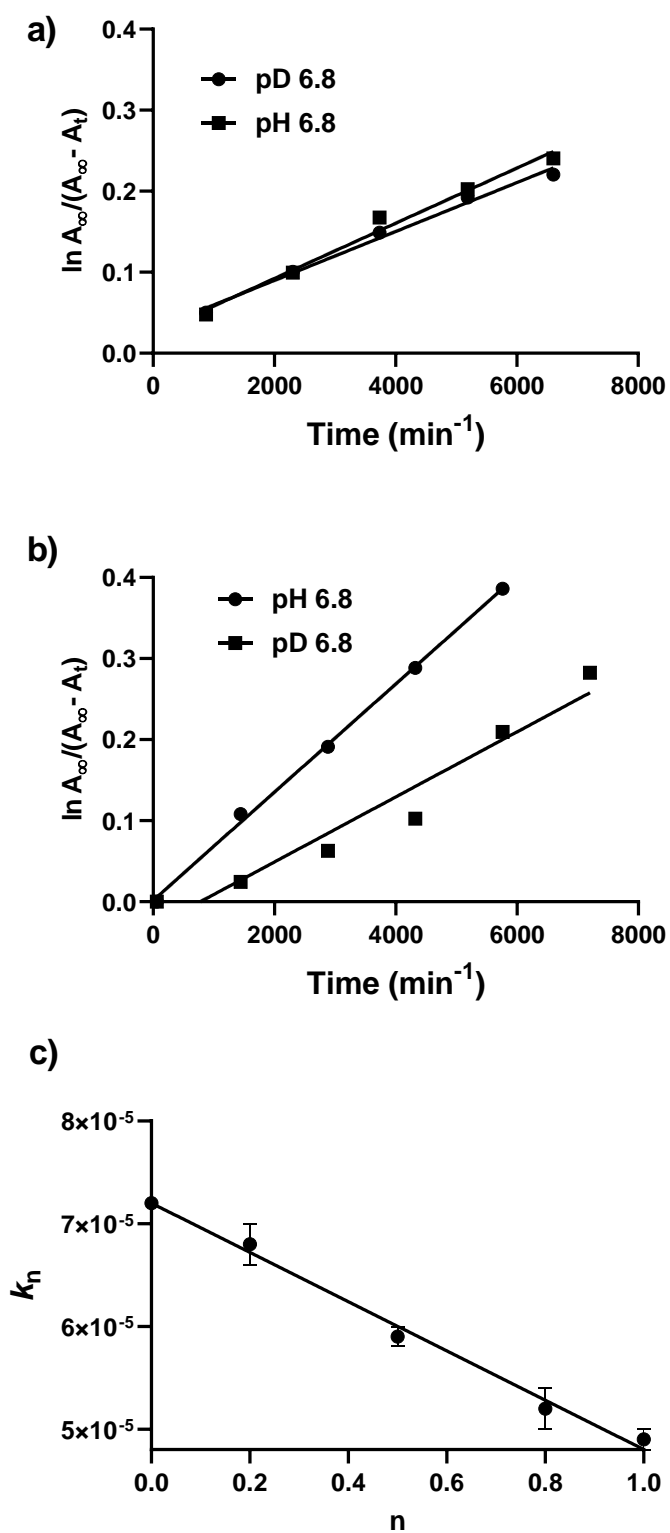 a)
0.4
0.3
0.2
0.1
0.0
ln A∞/(A∞- At)
pD 6.8
pH 6.8
0 2000 4000 6000 8000
Time (min-1)
b)
0.4
0.3
0.2
0.1
0.0
ln A∞/(A∞- At)
pH 6.8
pD 6.8
0 2000 4000 6000 8000
Time (min-1)
c)
8×10-5
7×10-5
6×10-5
5×10-5
kn
0.0 0.2 0.4 0.6 0.8 1.0
n